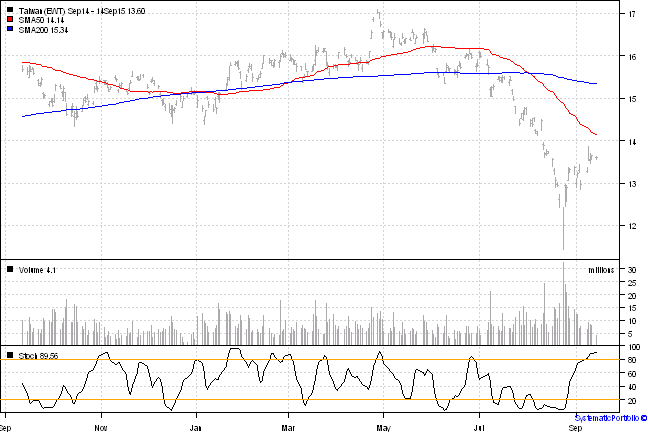 Taiwan (EWT) Sep14 - 14Sep15 13.60
SMA50 14.14
SMA200 15.34
17
16
15
14
13
12
Volume 4.1
millions
30
25
20
15
10
5
Stoch 89.56
100
80
60
40
20
Sep
Nov
Jan
Mar
May
Jul
Sep
SystematicPortfolio ©